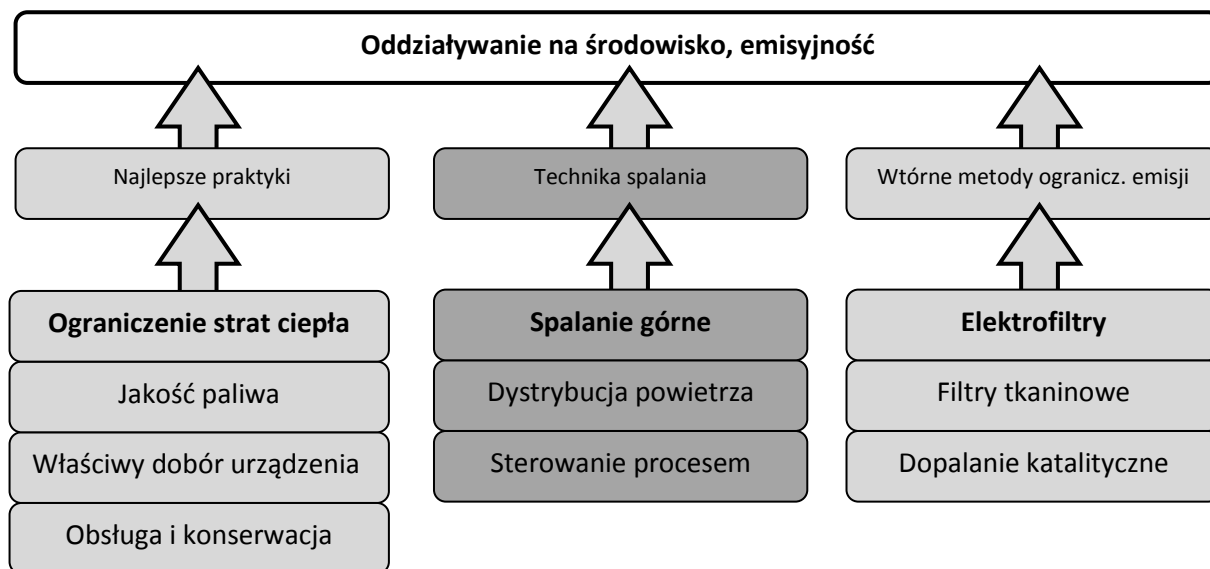 Oddziaływanie na środowisko, emisyjność
Najlepsze praktyki
Technika spalania
Wtórne metody ogranicz. emisji
Ograniczenie strat ciepła
Jakość paliwa
Właściwy dobór urządzenia
Obsługa i konserwacja
Spalanie górne
Dystrybucja powietrza
Sterowanie procesem
Elektrofiltry
Filtry tkaninowe
Dopalanie katalityczne